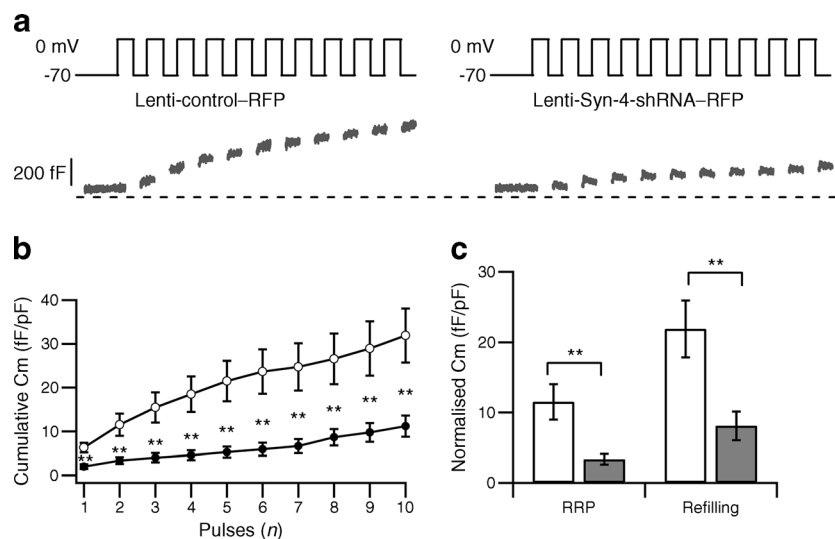 a
0 mV
-70
0 mV
-70
Lenti-control–RFP
Lenti-Syn-4-shRNA–RFP
200 fF
b
Cumulative Cm (fF/pF)
40
30
20
10
0
**
**
**
**
**
**
**
**
**
**
1 2 3 4 5 6 7 8 9 10
Pulses (n)
c
Normalised Cm (fF/pF)
30
20
10
0
**
**
RRP
Refilling